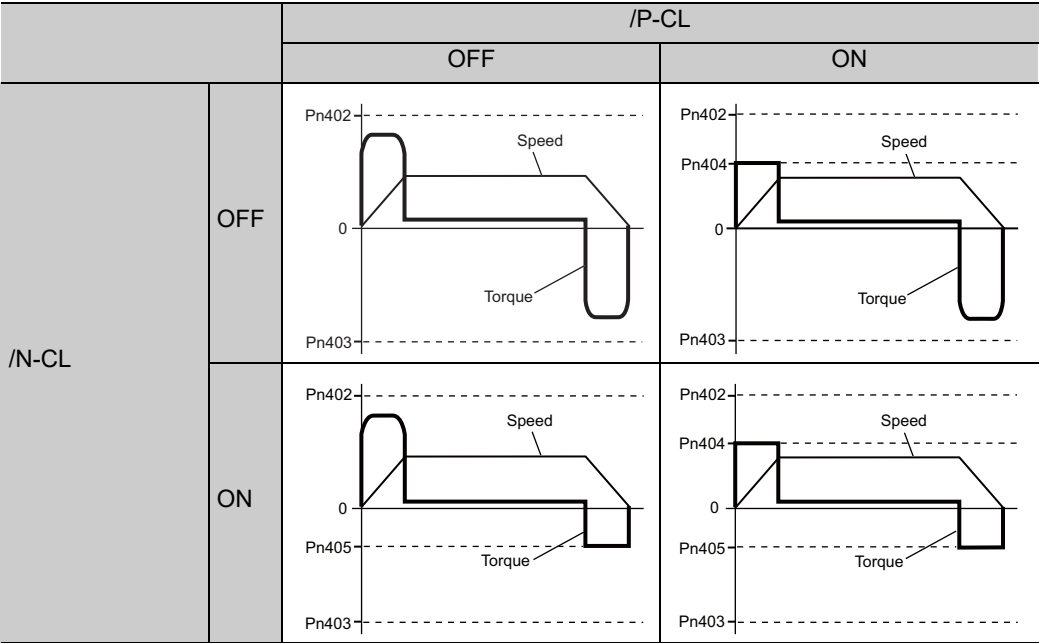 /P-CL
OFF
ON
/N-CL
OFF
Pn402
Speed
0
Torque
Pn403
Pn402
Speed
Pn404
0
Torque
Pn403
ON
Pn402
Speed
0
Pn405
Torque
Pn403
Pn402
Speed
Pn404
0
Pn405
Torque
Pn403